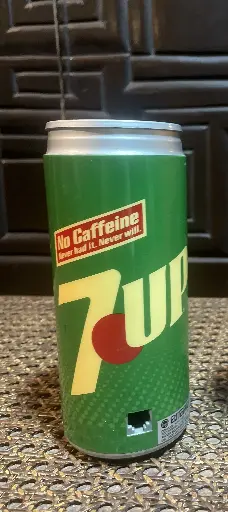 No Caffeine
Never had it. Never will.
7UP